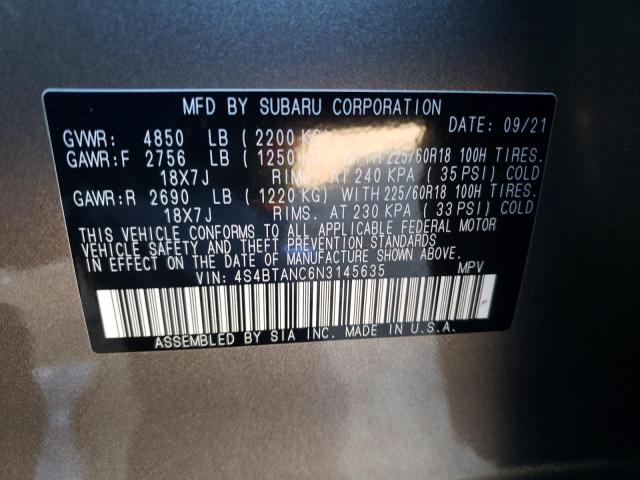 MFD BY SUBARU CORPORATION
DATE: 09/21
GVWR: 4850 LB (2200 KG)
GAWR:F 2756 LB (1250 KG) WITH 225/60R18 100H TIRES.
18X7J RIMS. AT 240 KPA (35 PSI) COLD
GAWR:R 2690 LB (1220 KG) WITH 225/60R18 100H TIRES.
18X7J RIMS. AT 230 KPA (33 PSI) COLD
THIS VEHICLE CONFORMS TO ALL APPLICABLE FEDERAL MOTOR
VEHICLE SAFETY AND THEFT PREVENTION STANDARDS
IN EFFECT ON THE DATE OF MANUFACTURE SHOWN ABOVE.
VIN: 4S4BTANC6N3145635 MPV
ASSEMBLED BY SIA INC. MADE IN U.S.A.